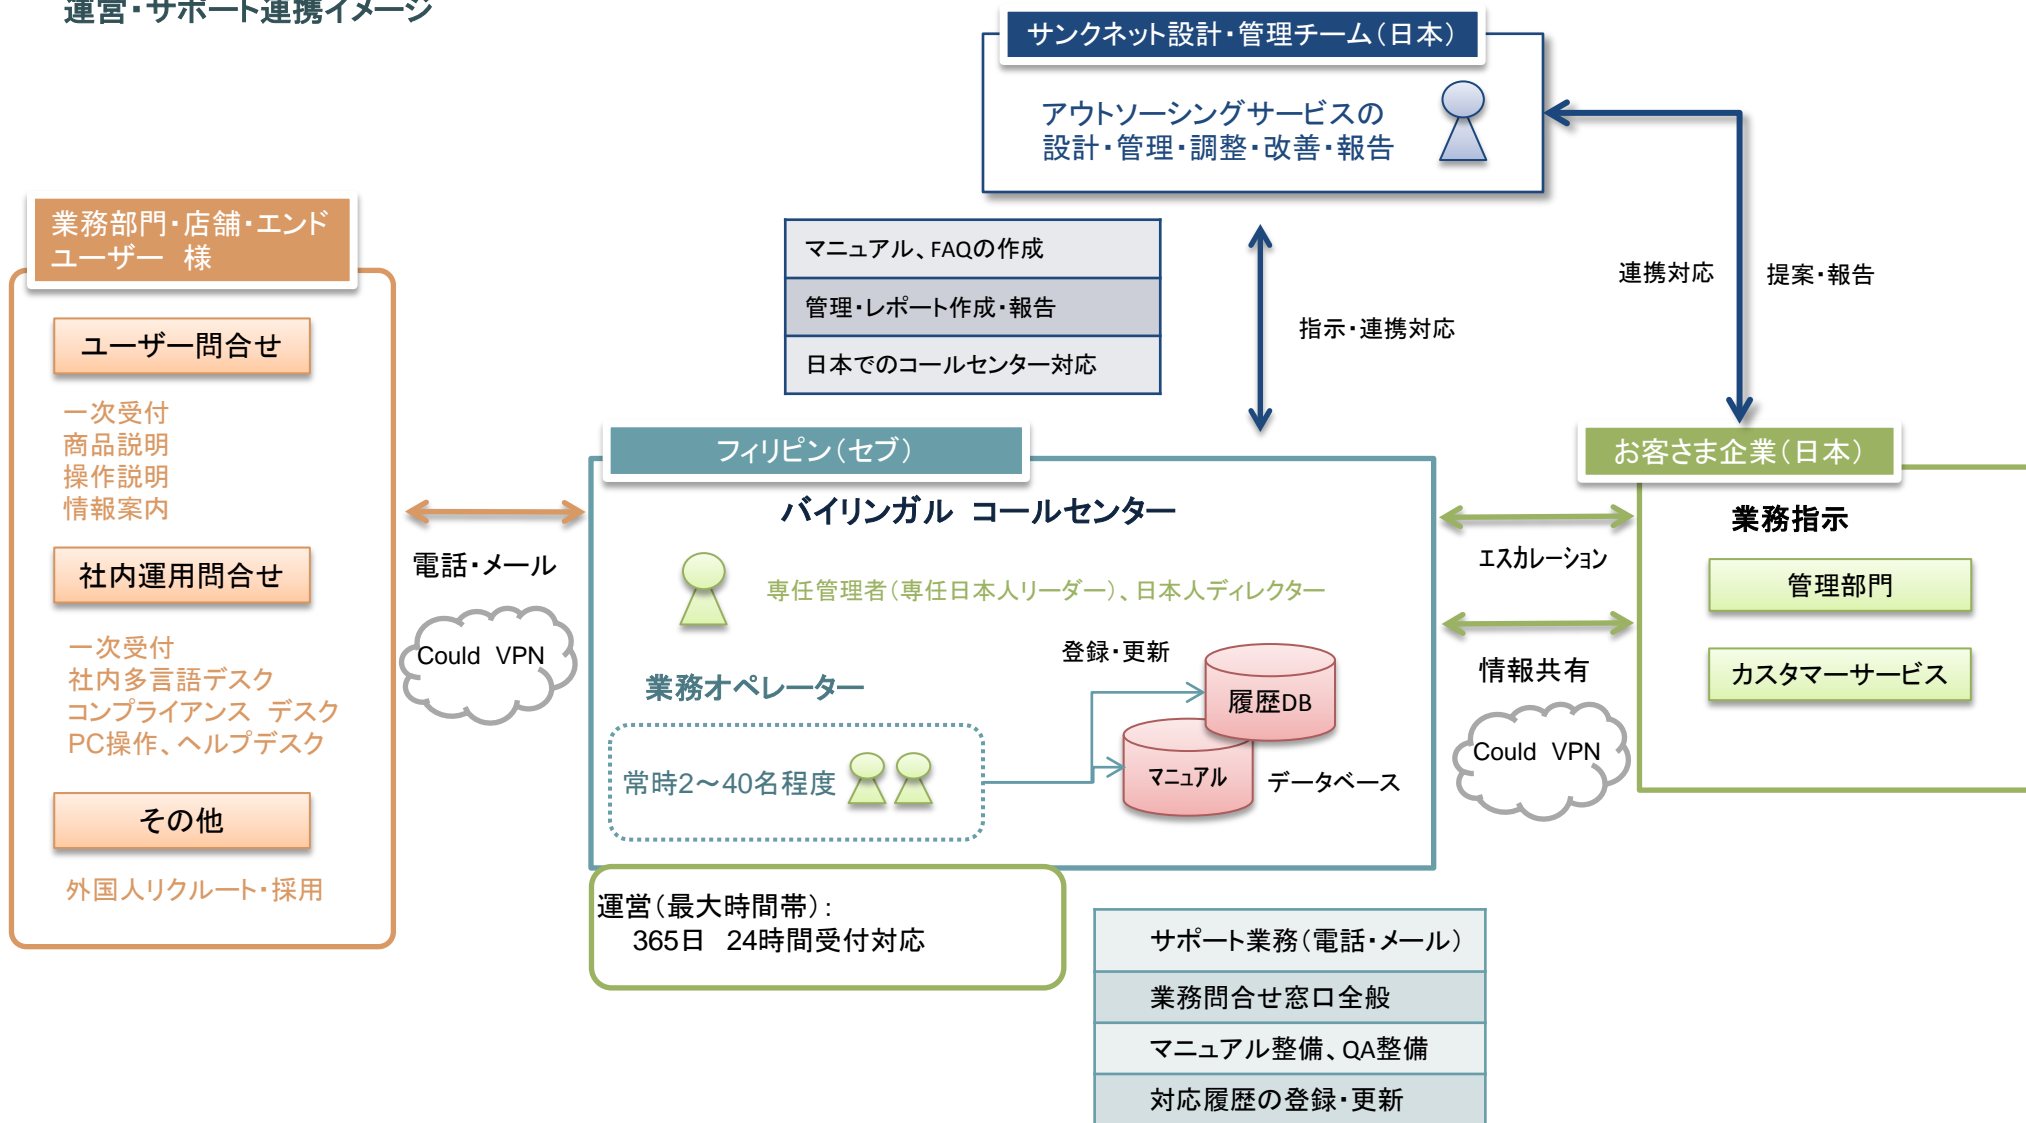 運営・サポート連携イメージ
サンクネット設計・管理チーム（日本）
アウトソーシングサービスの
設計・管理・調整・改善・報告
業務部門・店舗・エンド
ユーザー　様
ユーザー問合せ
一次受付
商品説明
操作説明
情報案内
社内運用問合せ
一次受付
社内多言語デスク
コンプライアンス デスク
PC操作、ヘルプデスク
その他
外国人リクルート・採用
電話・メール
Could VPN
マニュアル、FAQの作成
管理・レポート作成・報告
日本でのコールセンター対応
指示・連携対応
連携対応
提案・報告
フィリピン（セブ）
バイリンガル コールセンター
専任管理者（専任日本人リーダー）、日本人ディレクター
業務オペレーター
常時2～40名程度
登録・更新
履歴DB
マニュアル
データベース
運営（最大時間帯）：
365日 24時間受付対応
エスカレーション
情報共有
Could VPN
お客さま企業（日本）
業務指示
管理部門
カスタマーサービス
サポート業務（電話・メール）
業務問合せ窓口全般
マニュアル整備、QA整備
対応履歴の登録・更新